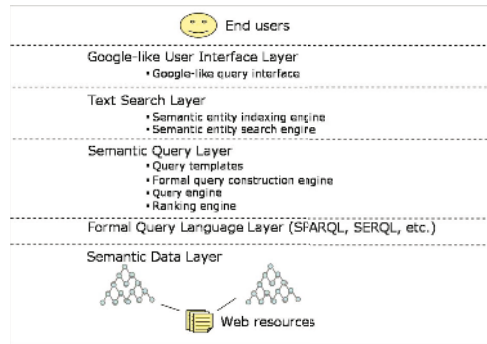 End users
Google-like User Interface Layer
• Google-like query interface
Text Search Layer
• Semantic entity indexing engine
• Semantic entity search engine
Semantic Query Layer
• Query templates
• Formal query construction engine
• Query engine
• Ranking engine
Formal Query Language Layer (SPARQL, SERQL, etc.)
Semantic Data Layer
Web resources